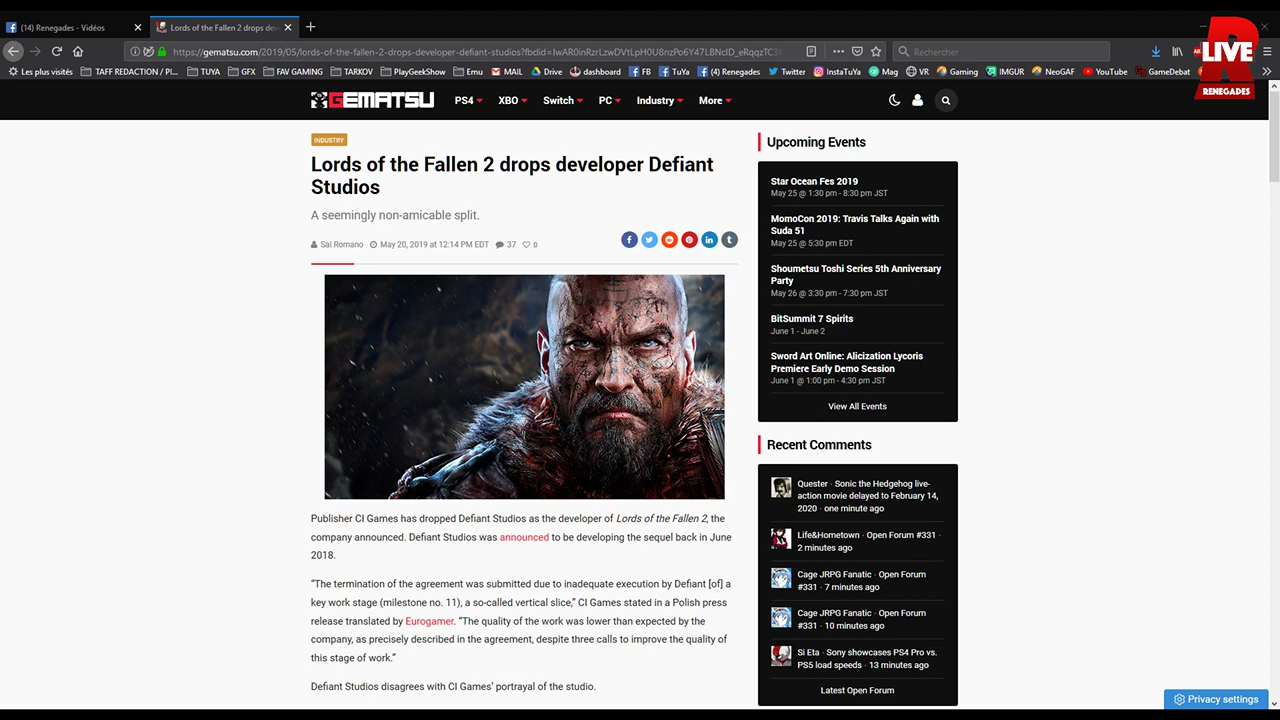 (14) Renegades - Vidéos
Lords of the Fallen 2 drops dev
https://gematsu.com/2019/05/lords-of-the-fallen-2-drops-developer-defiant-studios?fbclid=
Rechercher
Les plus visités
TAFF REDACTION / PI...
TUYA
GFX
FAV GAMING
TARKOV
PlayGeekShow
Emu
MAIL
Drive
dashboard
FB
TuYa
(4) Renegades
Twitter
InstaTuYa
Mag
VR
Gaming
IMGUR
NeoGAF
YouTube
GameDebat
LIVE
R
RENEGADES
GEMATSU
PS4
XBO
Switch
PC
Industry
More
INDUSTRY
Lords of the Fallen 2 drops developer Defiant
Studios
A seemingly non-amicable split.
Sal Romano
May 20, 2019 at 12:14 PM EDT
37
0
Publisher CI Games has dropped Defiant Studios as the developer of Lords of the Fallen 2, the
company announced. Defiant Studios was announced to be developing the sequel back in June
2018.
“The termination of the agreement was submitted due to inadequate execution by Defiant [of] a
key work stage (milestone no. 11), a so-called vertical slice,” CI Games stated in a Polish press
release translated by Eurogamer. “The quality of the work was lower than expected by the
company, as precisely described in the agreement, despite three calls to improve the quality of
this stage of work.”
Defiant Studios disagrees with CI Games’ portrayal of the studio.
Upcoming Events
Star Ocean Fes 2019
May 25 @ 1:30 pm - 8:30 pm JST
MomoCon 2019: Travis Talks Again with
Suda 51
May 25 @ 5:30 pm EDT
Shoumetsu Toshi Series 5th Anniversary
Party
May 26 @ 3:30 pm - 7:30 pm JST
BitSummit 7 Spirits
June 1 - June 2
Sword Art Online: Alicization Lycoris
Premiere Early Demo Session
June 1 @ 1:00 pm - 4:30 pm JST
View All Events
Recent Comments
Quester · Sonic the Hedgehog live-
action movie delayed to February 14,
2020 · one minute ago
Life&Hometown · Open Forum #331 ·
2 minutes ago
Cage JRPG Fanatic · Open Forum
#331 · 7 minutes ago
Cage JRPG Fanatic · Open Forum
#331 · 10 minutes ago
Si Eta · Sony showcases PS4 Pro vs.
PS5 load speeds · 13 minutes ago
Latest Open Forum
Privacy settings